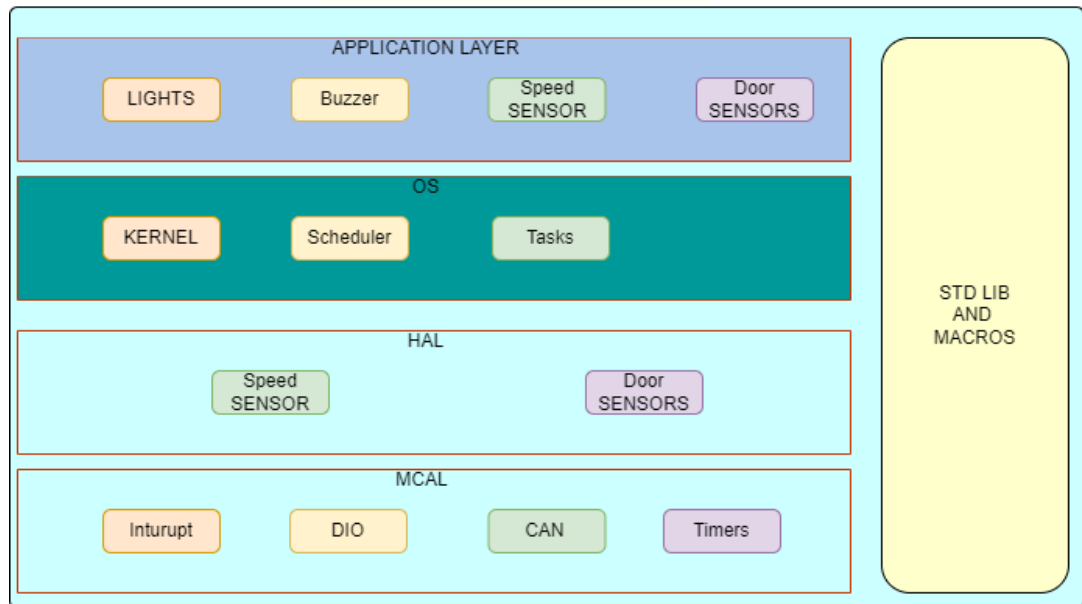 APPLICATION LAYER
LIGHTS
Buzzer
Speed
SENSOR
Door
SENSORS
OS
KERNEL
Scheduler
Tasks
HAL
Speed
SENSOR
Door
SENSORS
MCAL
Inturupt
DIO
CAN
Timers
STD LIB
AND
MACROS